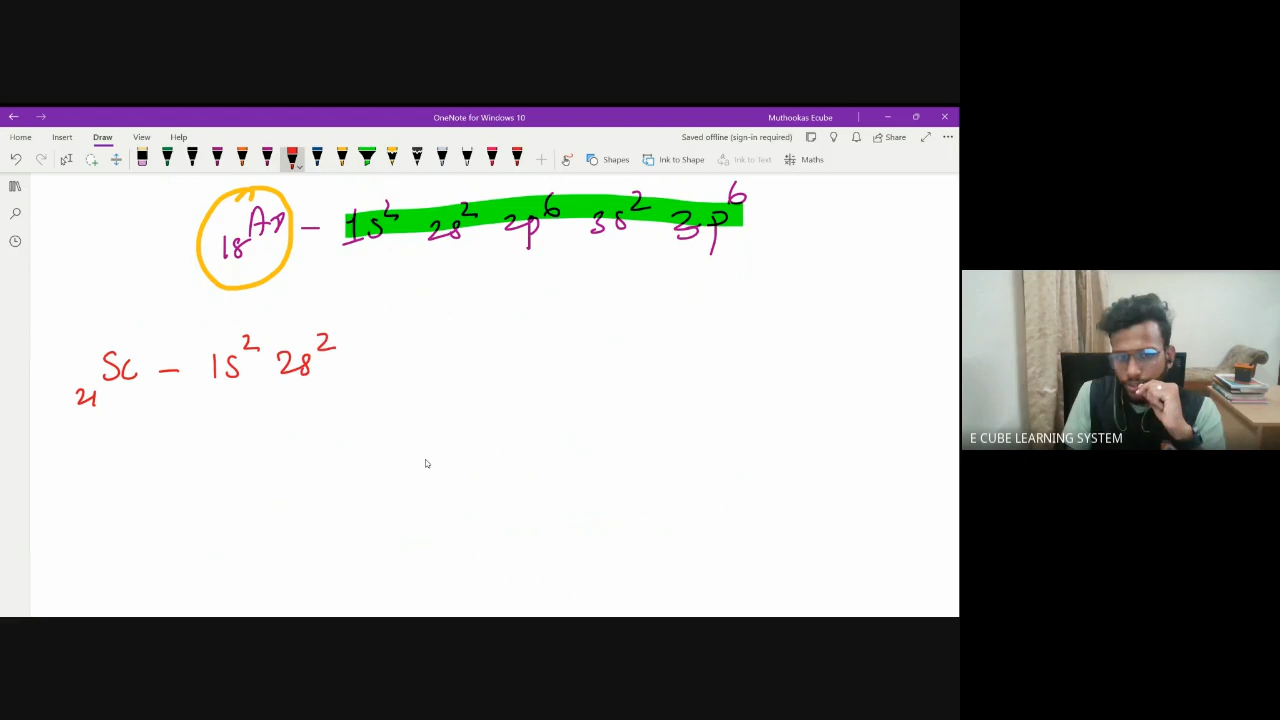 OneNote for Windows 10
Muthookas Ecube
Home Insert Draw View Help
Saved offline (sign-in required) Share
Shapes Ink to Shape Ink to Text Maths
18Ar - 1s² 2s² 2p⁶ 3s² 3p⁶
21Sc - 1s² 2s²
E CUBE LEARNING SYSTEM